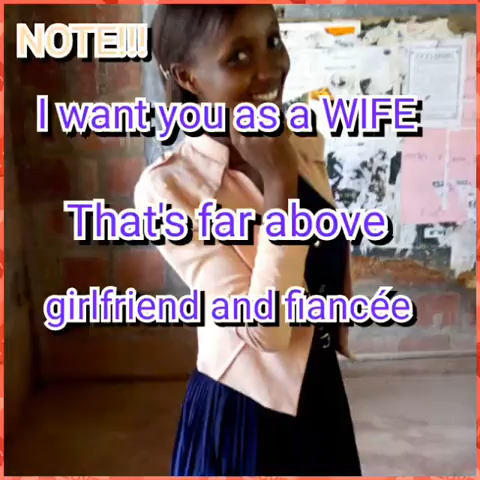 NOTE!!!
I want you as a WIFE
That's far above
girlfriend and fiancée